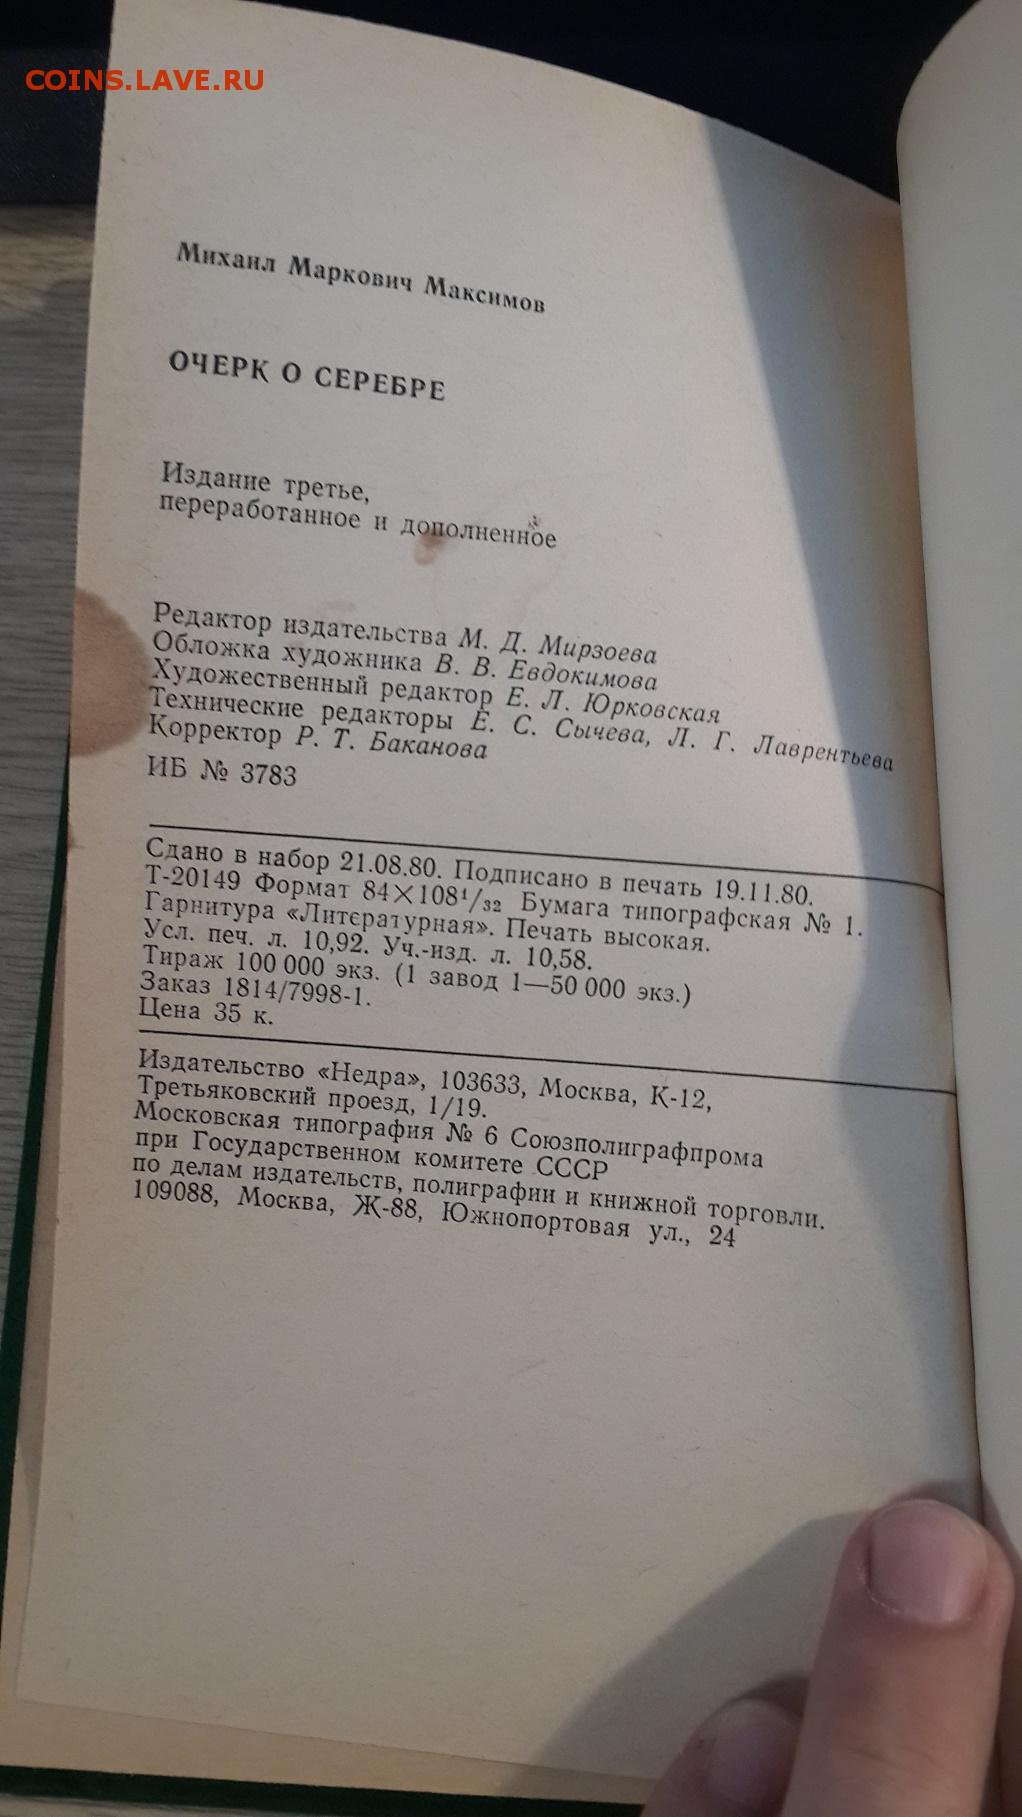 COINS.LAVE.RU
Михаил Маркович Максимов
ОЧЕРК О СЕРЕБРЕ
Издание третье,
переработанное и дополненное
Редактор издательства М. Д. Мирзоева
Обложка художника В. В. Евдокимова
Художественный редактор Е. Л. Юрковская
Технические редакторы Е. С. Сычева, Л. Г. Лаврентьева
Корректор Р. Т. Баканова
ИБ № 3783
Сдано в набор 21.08.80. Подписано в печать 19.11.80.
Т-20149 Формат 84×108¹/₃₂ Бумага типографская № 1.
Гарнитура «Литературная». Печать высокая.
Усл. печ. л. 10,92. Уч.-изд. л. 10,58.
Тираж 100 000 экз. (1 завод 1—50 000 экз.)
Заказ 1814/7998-1.
Цена 35 к.
Издательство «Недра», 103633, Москва, К-12,
Третьяковский проезд, 1/19.
Московская типография № 6 Союзполиграфпрома
при Государственном комитете СССР
по делам издательств, полиграфии и книжной торговли.
109088, Москва, Ж-88, Южнопортовая ул., 24